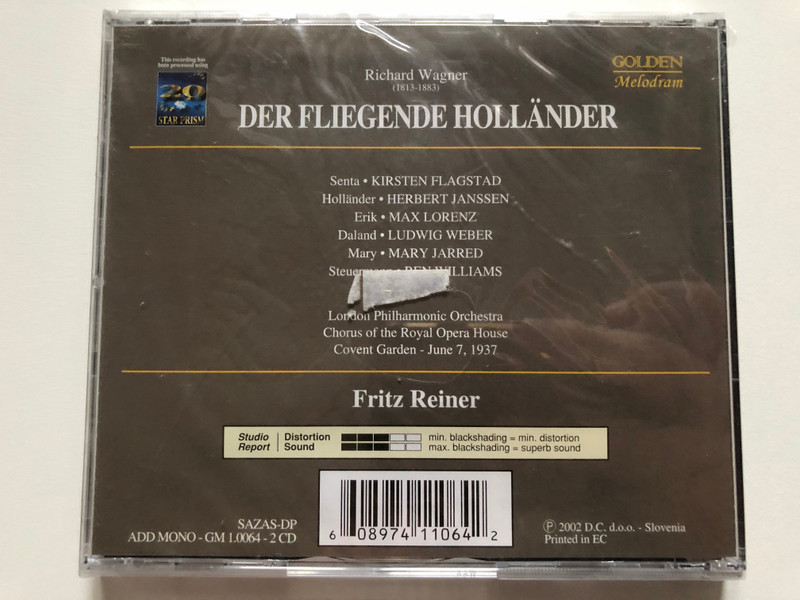 This recording has
been processed using
20
STAR PRISM
GOLDEN
Melodram
Richard Wagner
(1813-1883)
DER FLIEGENDE HOLLÄNDER
Senta • KIRSTEN FLAGSTAD
Holländer • HERBERT JANSSEN
Erik • MAX LORENZ
Daland • LUDWIG WEBER
Mary • MARY JARRED
Steuermann • BEN WILLIAMS
London Philharmonic Orchestra
Chorus of the Royal Opera House
Covent Garden - June 7, 1937
Fritz Reiner
Studio Report
Distortion min. blackshading = min. distortion
Sound max. blackshading = superb sound
SAZAS-DP
ADD MONO - GM 1.0064 - 2 CD
6 08974 11064 2
Ⓟ 2002 D.C. d.o.o. - Slovenia
Printed in EC